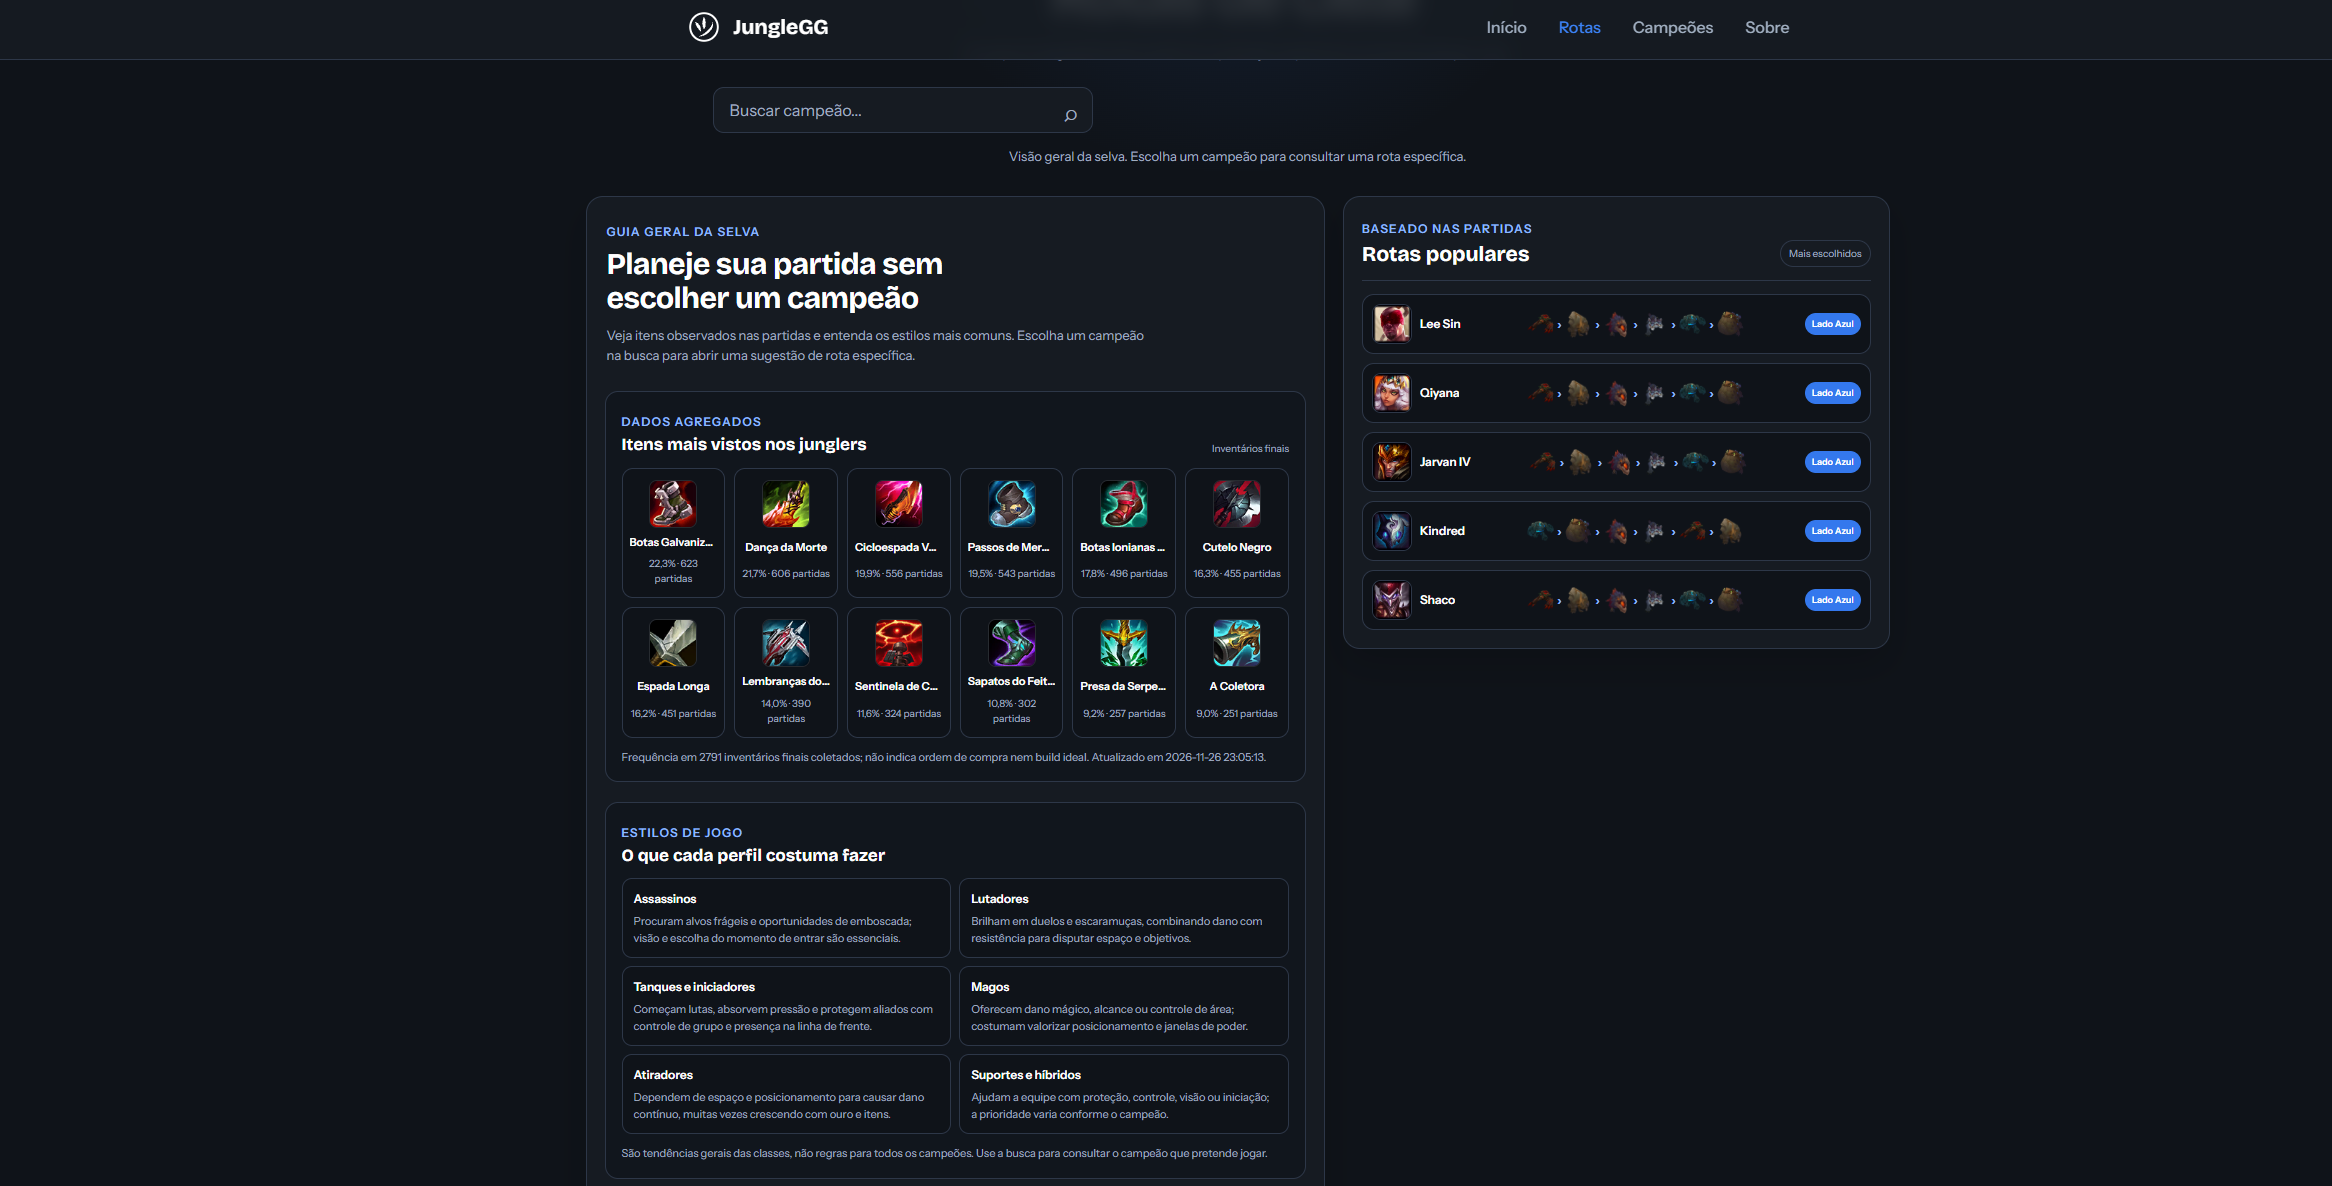 JungleGG
Início
Rotas
Campeões
Sobre
Buscar campeão...
Visão geral da selva. Escolha um campeão para consultar uma rota específica.
GUIA GERAL DA SELVA
Planeje sua partida sem
escolher um campeão
Veja itens observados nas partidas e entenda os estilos mais comuns. Escolha um campeão
na busca para abrir uma sugestão de rota específica.
DADOS AGREGADOS
Itens mais vistos nos junglers
Inventários finais
Botas Galvaniz...
22,3% · 623
partidas
Dança da Morte
21,7% · 606 partidas
Cicloespada V...
19,9% · 556 partidas
Passos de Mer...
19,5% · 543 partidas
Botas Ionianas ...
17,8% · 496 partidas
Cutelo Negro
16,3% · 455 partidas
Espada Longa
16,2% · 451 partidas
Lembranças do...
14,0% · 390
partidas
Sentinela de C...
11,6% · 324 partidas
Sapatos do Feit...
10,8% · 302
partidas
Presa da Serpe...
9,2% · 257 partidas
A Coletora
9,0% · 251 partidas
Frequência em 2791 inventários finais coletados; não indica ordem de compra nem build ideal. Atualizado em 2026-11-26 23:05:13.
ESTILOS DE JOGO
O que cada perfil costuma fazer
Assassinos
Procuram alvos frágeis e oportunidades de emboscada;
visão e escolha do momento de entrar são essenciais.
Lutadores
Brilham em duelos e escaramuças, combinando dano com
resistência para disputar espaço e objetivos.
Tanques e iniciadores
Começam lutas, absorvem pressão e protegem aliados com
controle de grupo e presença na linha de frente.
Magos
Oferecem dano mágico, alcance ou controle de área;
costumam valorizar posicionamento e janelas de poder.
Atiradores
Dependem de espaço e posicionamento para causar dano
contínuo, muitas vezes crescendo com ouro e itens.
Suportes e híbridos
Ajudam a equipe com proteção, controle, visão ou iniciação;
a prioridade varia conforme o campeão.
São tendências gerais das classes, não regras para todos os campeões. Use a busca para consultar o campeão que pretende jogar.
BASEADO NAS PARTIDAS
Rotas populares
Mais escolhidos
Lee Sin
Lado Azul
Qiyana
Lado Azul
Jarvan IV
Lado Azul
Kindred
Lado Azul
Shaco
Lado Azul